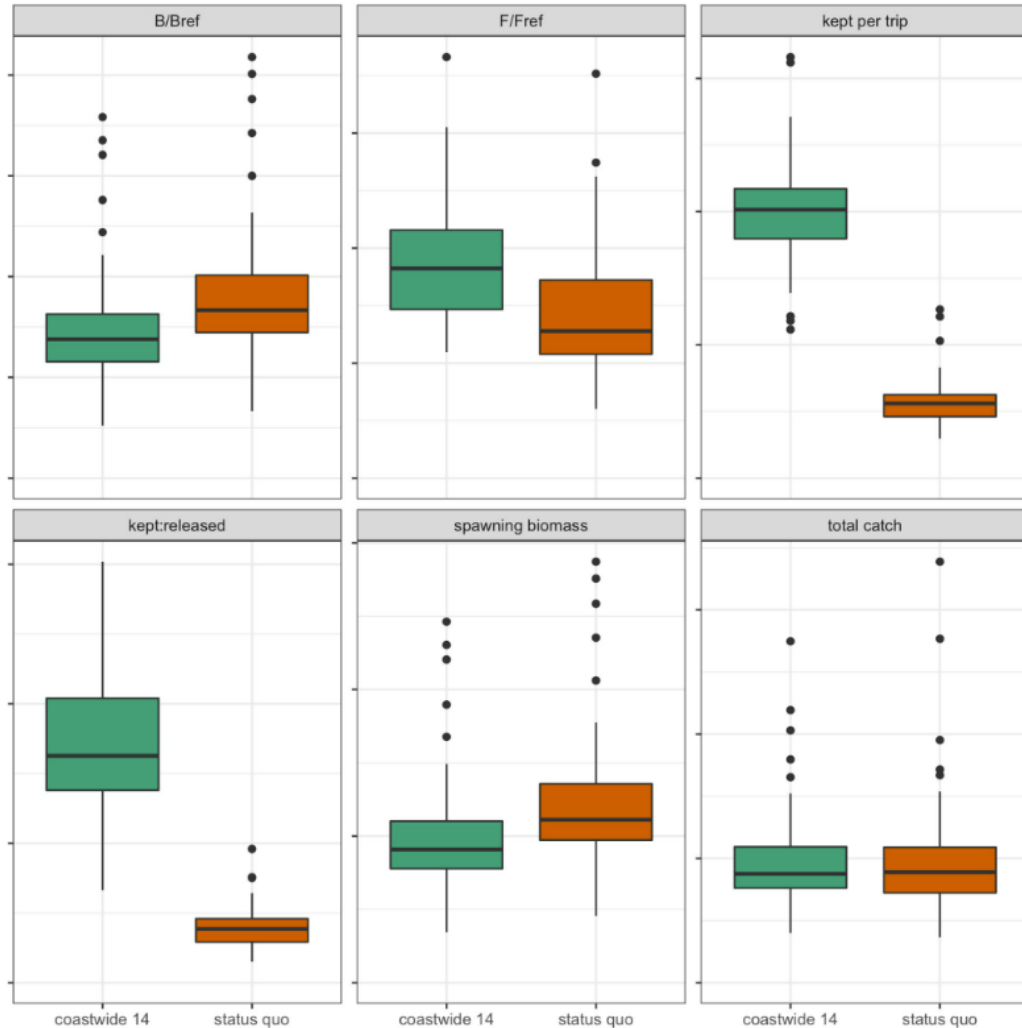 B/Bref
F/Fref
kept per trip
kept:released
spawning biomass
total catch
coastwide 14
status quo
coastwide 14
status quo
coastwide 14
status quo